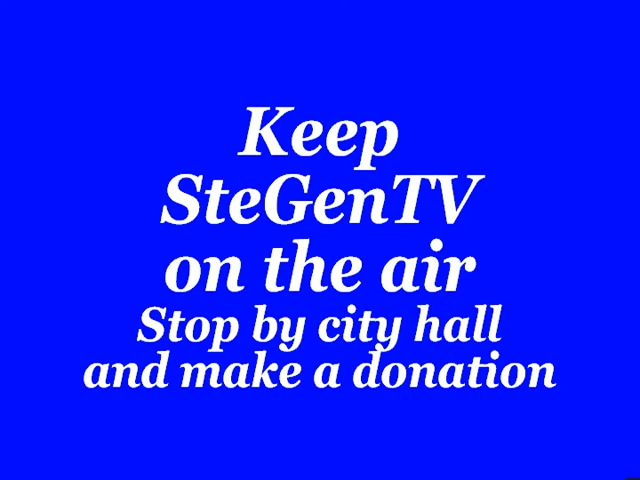 Keep
SteGenTV
on the air
Stop by city hall
and make a donation